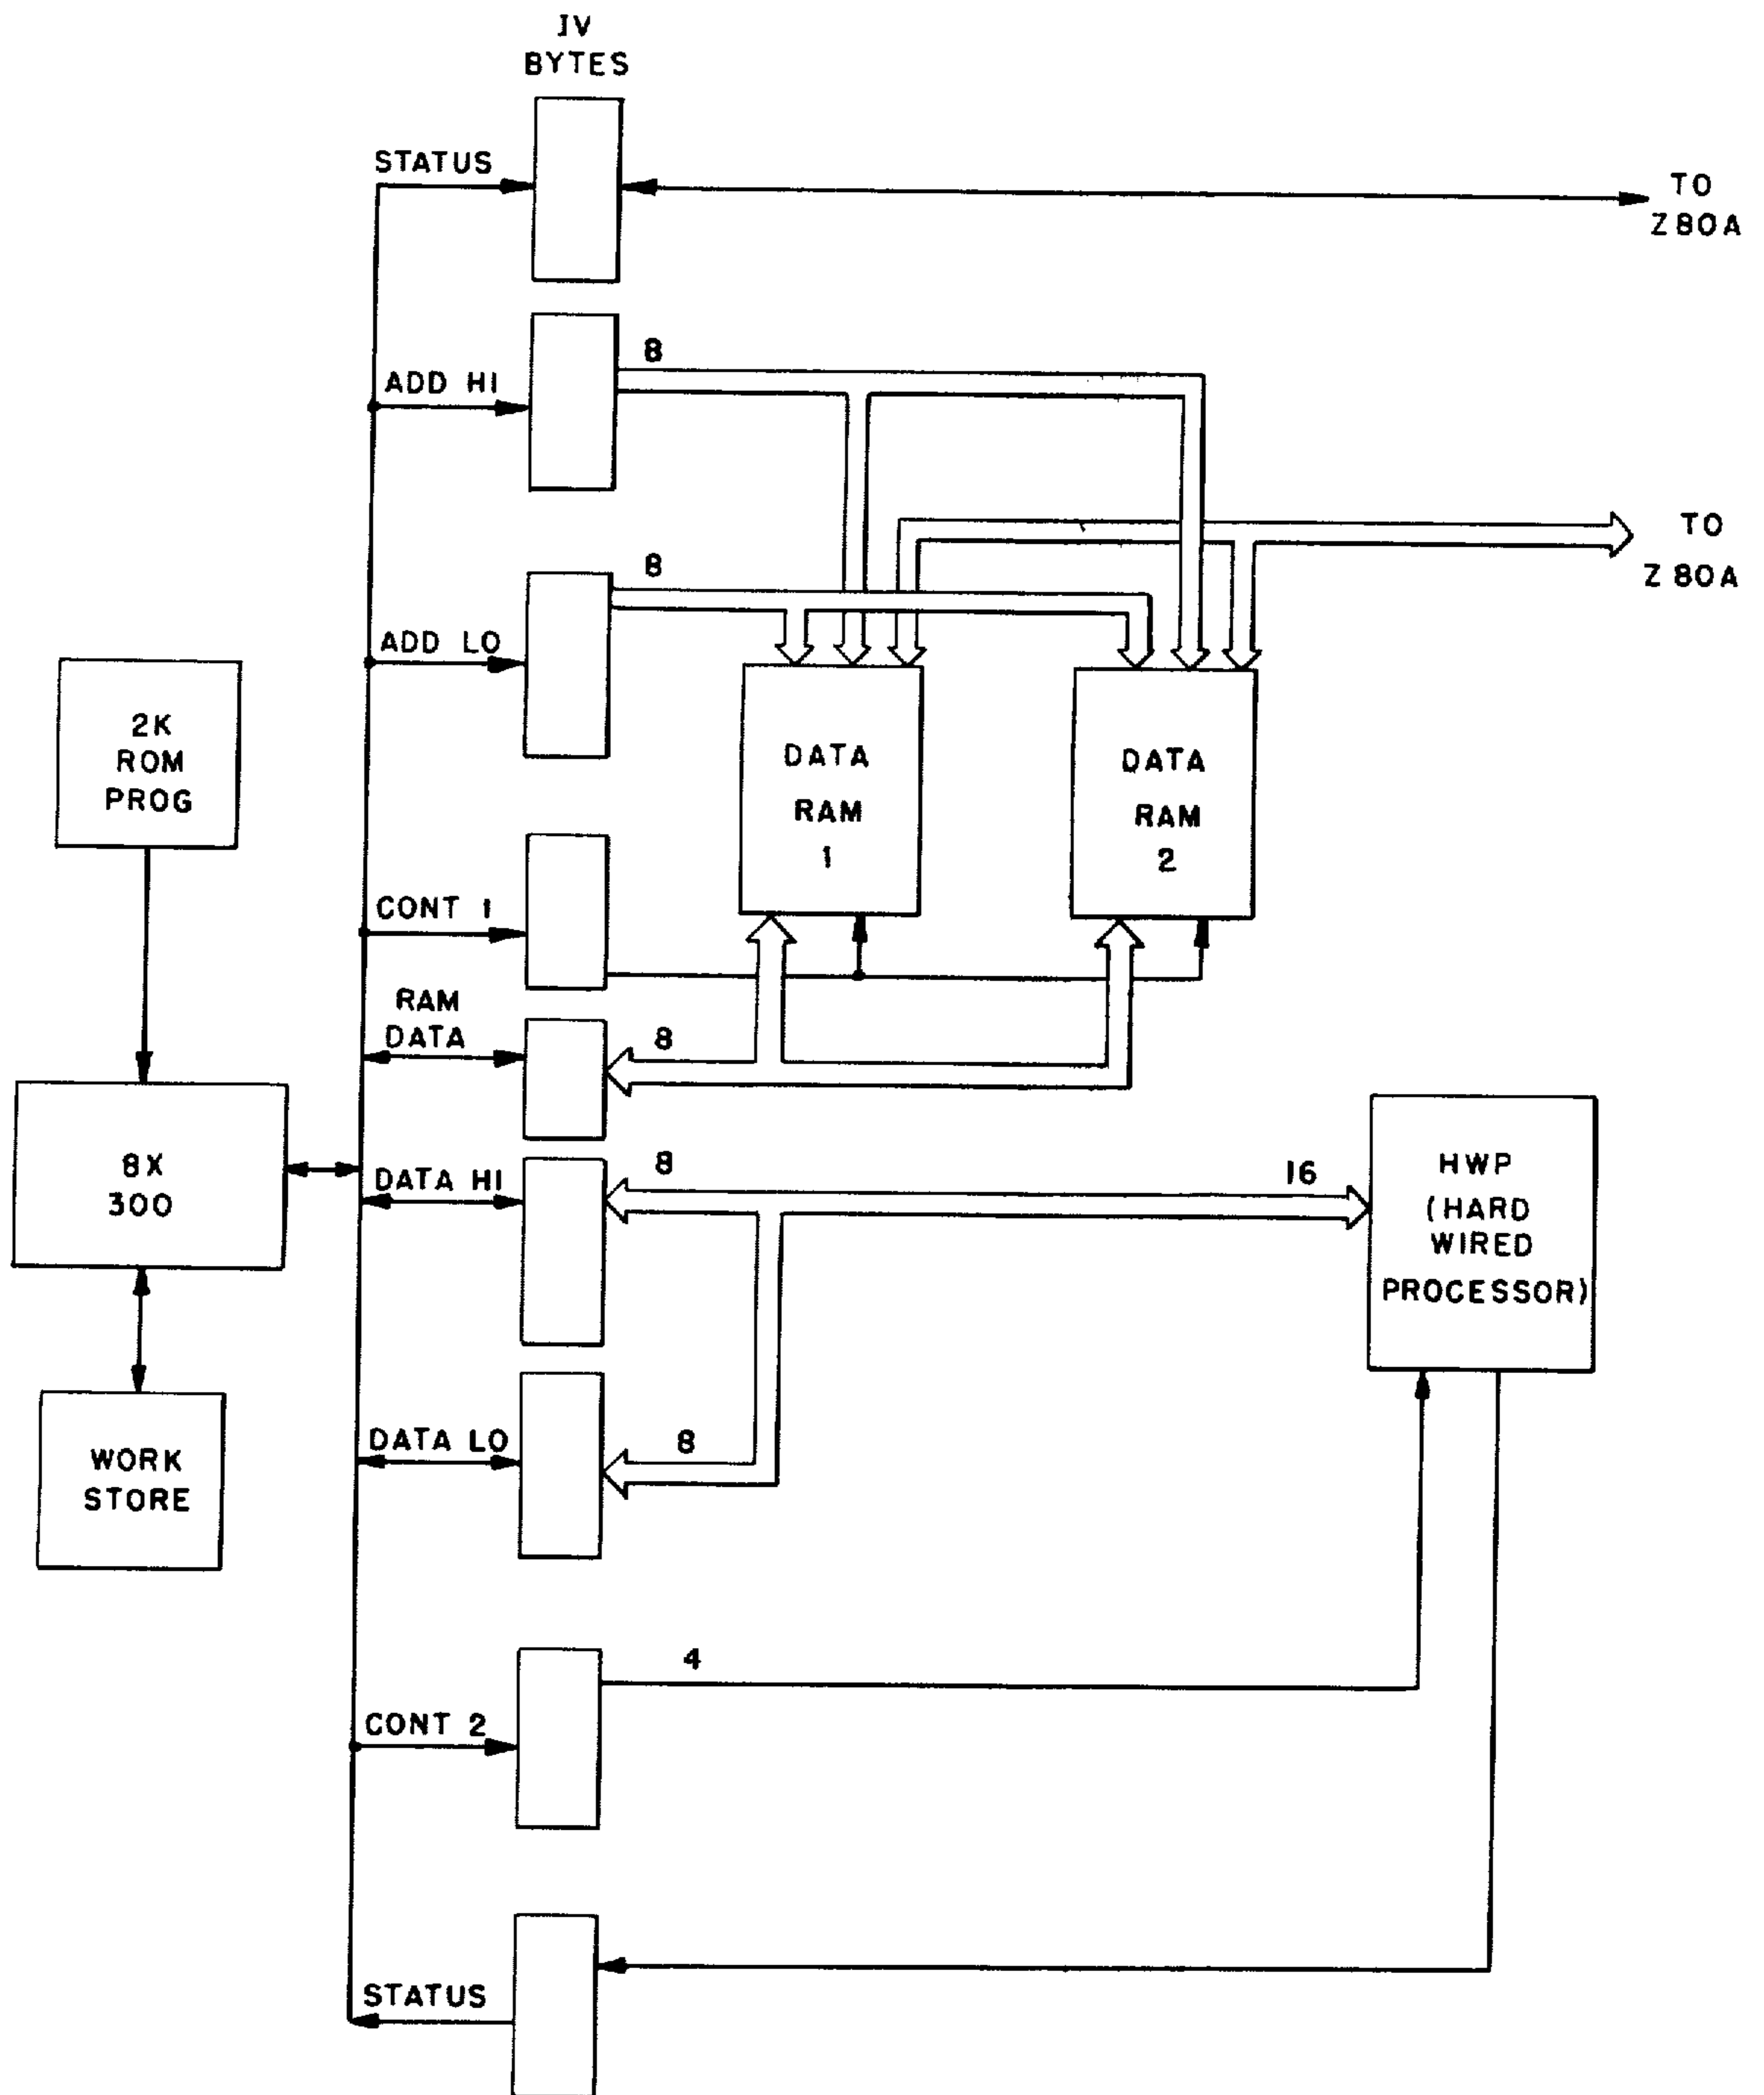 IV
BYTES
STATUS
TO
Z80A
8
ADD HI
TO
Z80A
8
ADD LO
2K
ROM
PROG
DATA
RAM
1
DATA
RAM
2
CONT 1
RAM
DATA
8
8X
300
DATA HI
8
16
HWP
(HARD
WIRED
PROCESSOR)
DATA LO
8
WORK
STORE
4
CONT 2
STATUS